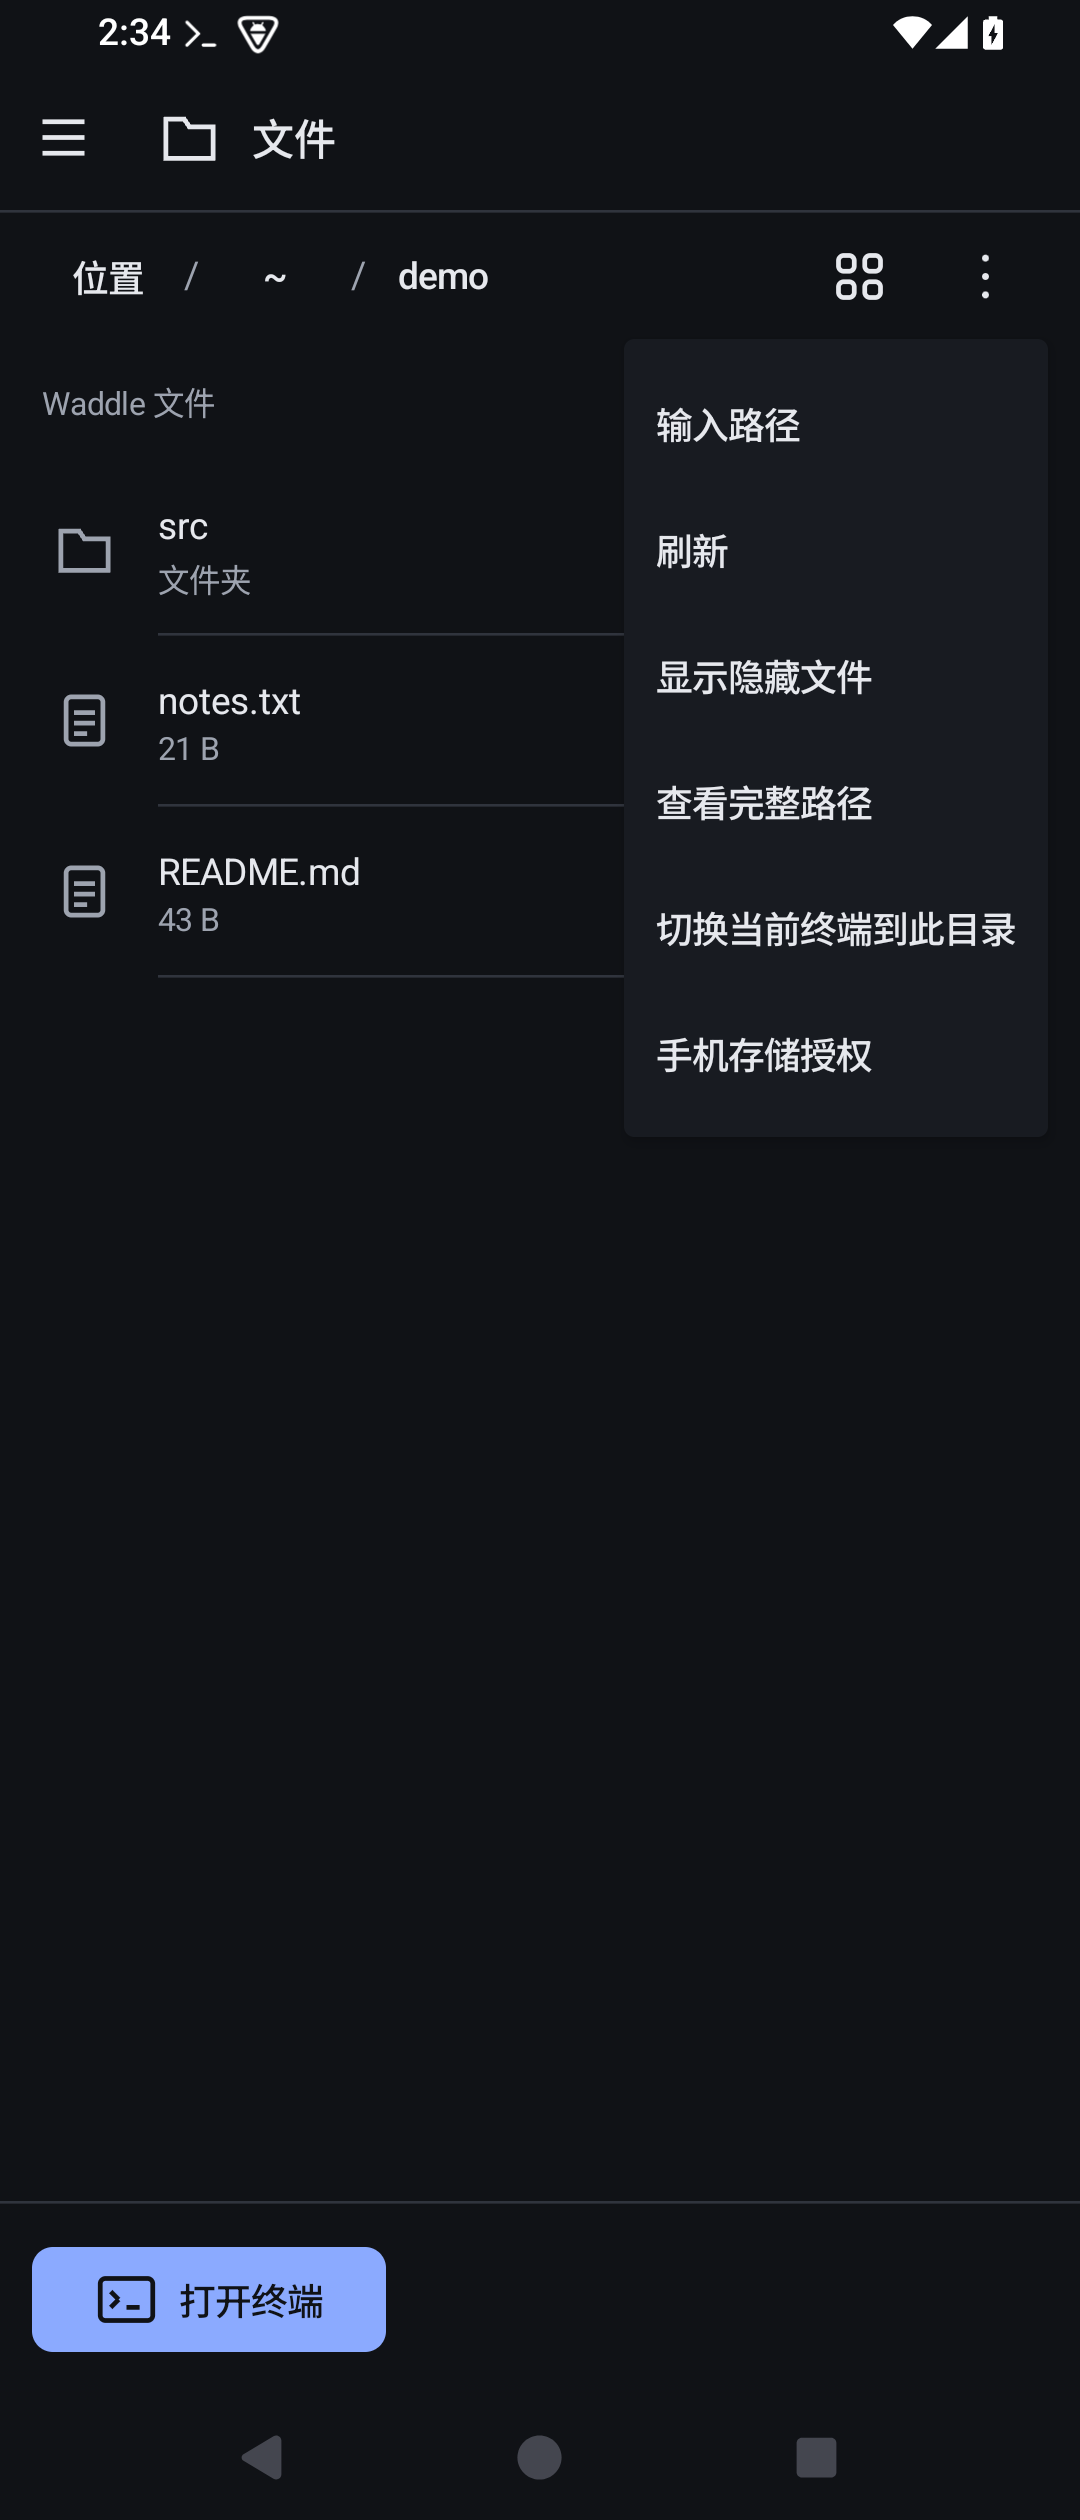 2:34
文件
位置 / ~ / demo
Waddle 文件
src
文件夹
notes.txt
21 B
README.md
43 B
输入路径
刷新
显示隐藏文件
查看完整路径
切换当前终端到此目录
手机存储授权
打开终端